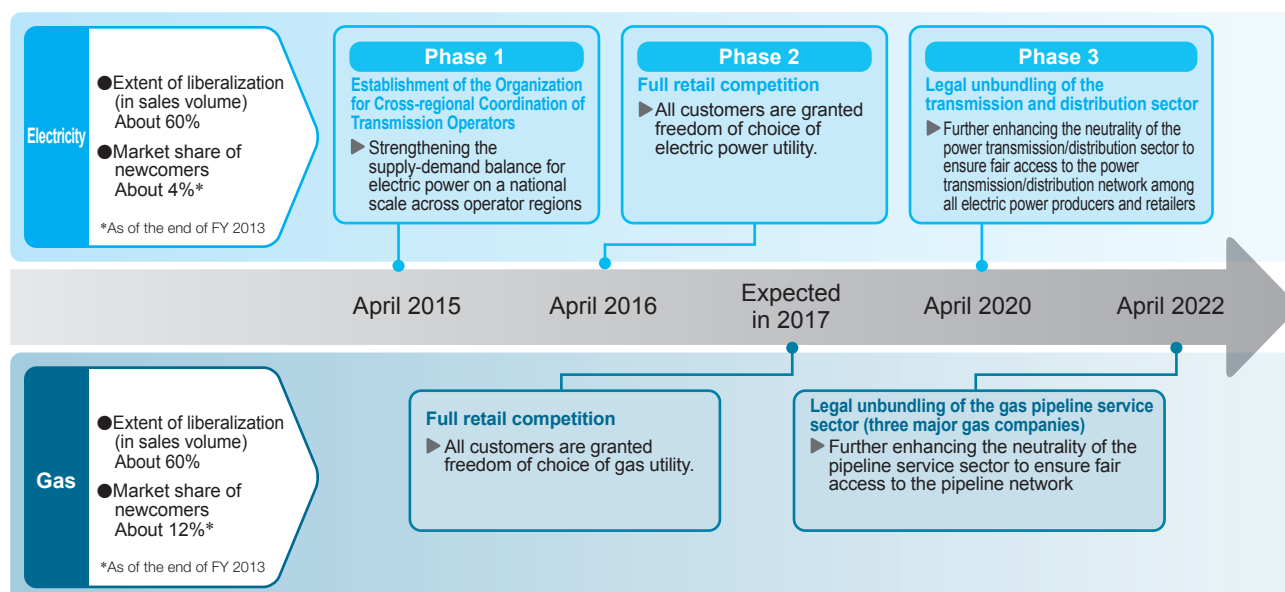 Electricity
●Extent of liberalization
(in sales volume)
About 60%
●Market share of
newcomers
About 4%*
*As of the end of FY 2013
Phase 1
Establishment of the Organization
for Cross-regional Coordination of
Transmission Operators
▶ Strengthening the
supply-demand balance for
electric power on a national
scale across operator regions
Phase 2
Full retail competition
▶ All customers are granted
freedom of choice of
electric power utility.
Phase 3
Legal unbundling of the
transmission and distribution sector
▶ Further enhancing the neutrality of the
power transmission/distribution sector to
ensure fair access to the power
transmission/distribution network among
all electric power producers and retailers
April 2015
April 2016
Expected
in 2017
April 2020
April 2022
Gas
●Extent of liberalization
(in sales volume)
About 60%
●Market share of
newcomers
About 12%*
*As of the end of FY 2013
Full retail competition
▶ All customers are granted
freedom of choice of gas utility.
Legal unbundling of the gas pipeline service
sector (three major gas companies)
▶ Further enhancing the neutrality of the
pipeline service sector to ensure fair
access to the pipeline network